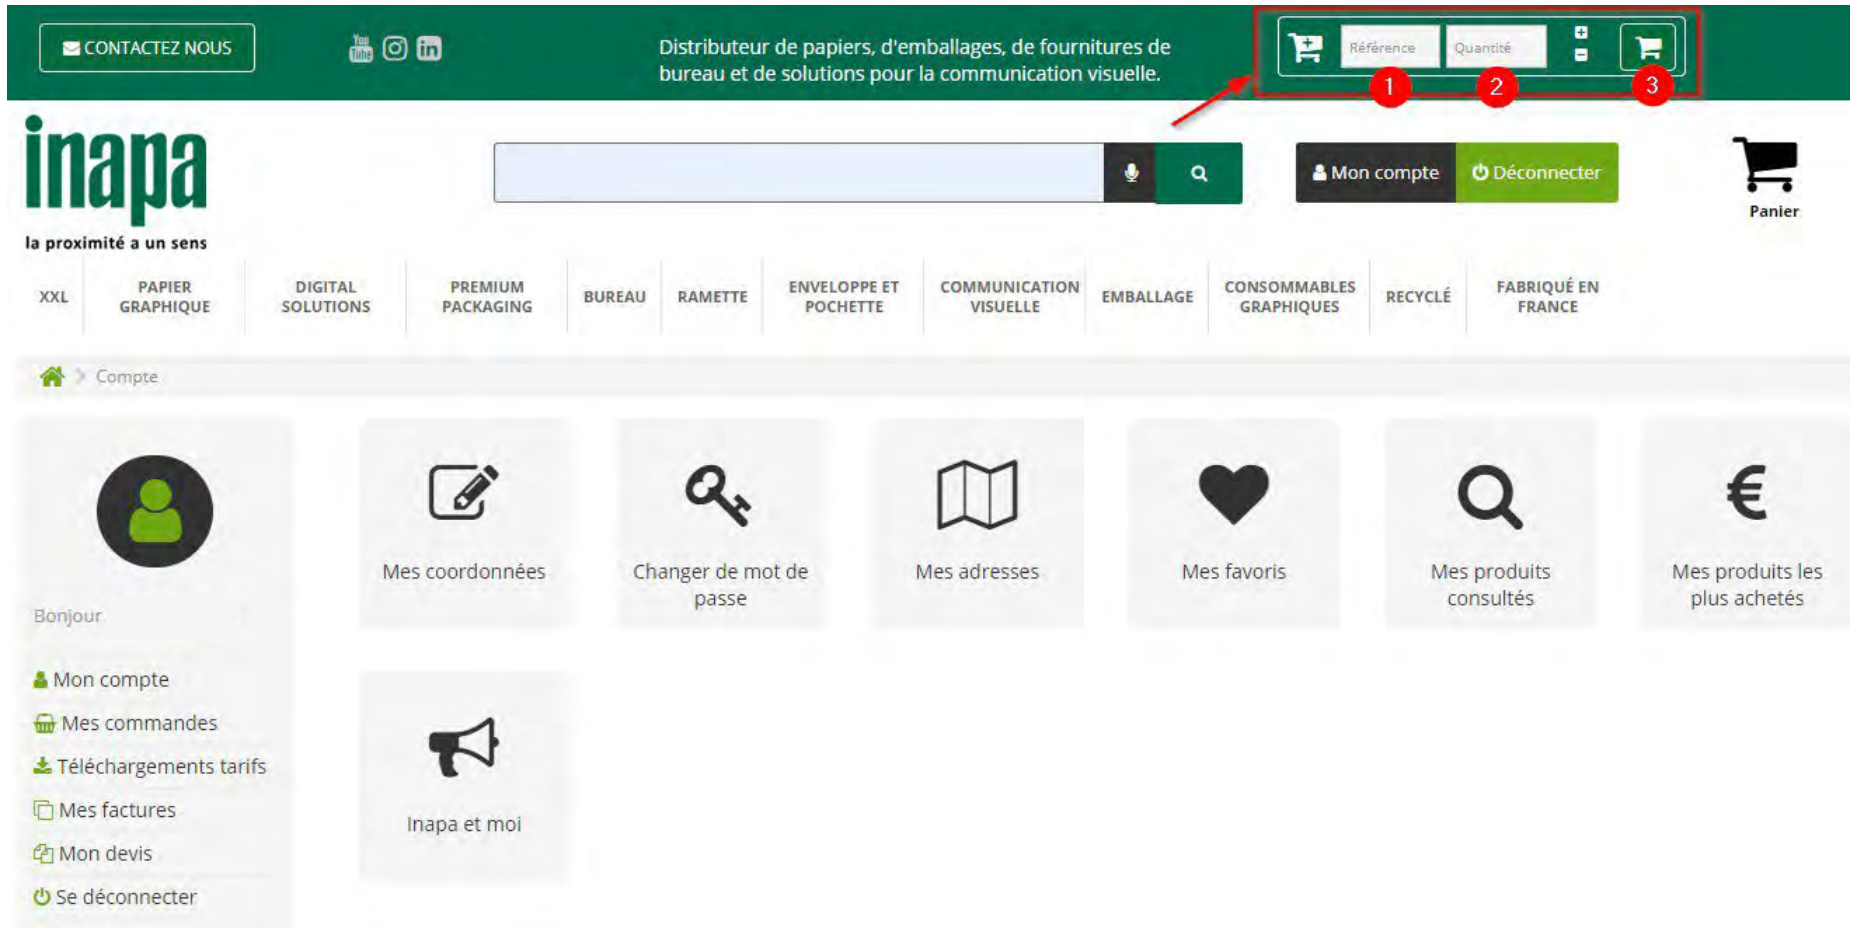 CONTACTEZ NOUS
You
Tube
in
Distributeur de papiers, d'emballages, de fournitures de
bureau et de solutions pour la communication visuelle.
Référence
Quantité
1
2
3
inapa
la proximité a un sens
Mon compte
Déconnecter
Panier
XXL
PAPIER
GRAPHIQUE
DIGITAL
SOLUTIONS
PREMIUM
PACKAGING
BUREAU
RAMETTE
ENVELOPPE ET
POCHETTE
COMMUNICATION
VISUELLE
EMBALLAGE
CONSOMMABLES
GRAPHIQUES
RECYCLÉ
FABRIQUÉ EN
FRANCE
Compte
Bonjour
Mon compte
Mes commandes
Téléchargements tarifs
Mes factures
Mon devis
Se déconnecter
Mes coordonnées
Changer de mot de
passe
Mes adresses
Mes favoris
Mes produits
consultés
€
Mes produits les
plus achetés
Inapa et moi